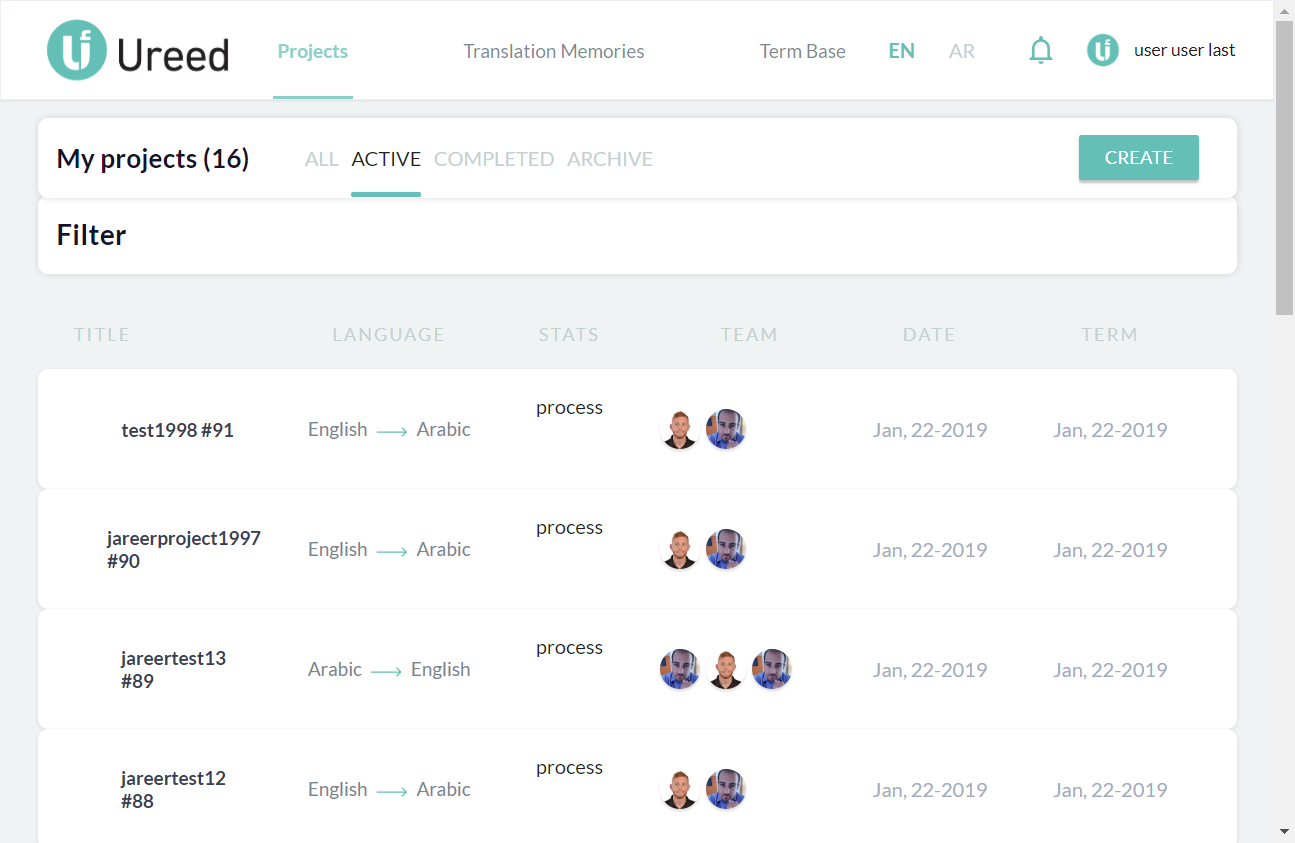 Ureed Projects Translation Memories Term Base EN AR user user last
My projects (16) ALL ACTIVE COMPLETED ARCHIVE CREATE
Filter
TITLE LANGUAGE STATS TEAM DATE TERM
test1998 #91 English Arabic process Jan, 22-2019 Jan, 22-2019
jareerproject1997
#90 English Arabic process Jan, 22-2019 Jan, 22-2019
jareertest13
#89 Arabic English process Jan, 22-2019 Jan, 22-2019
jareertest12
#88 English Arabic process Jan, 22-2019 Jan, 22-2019